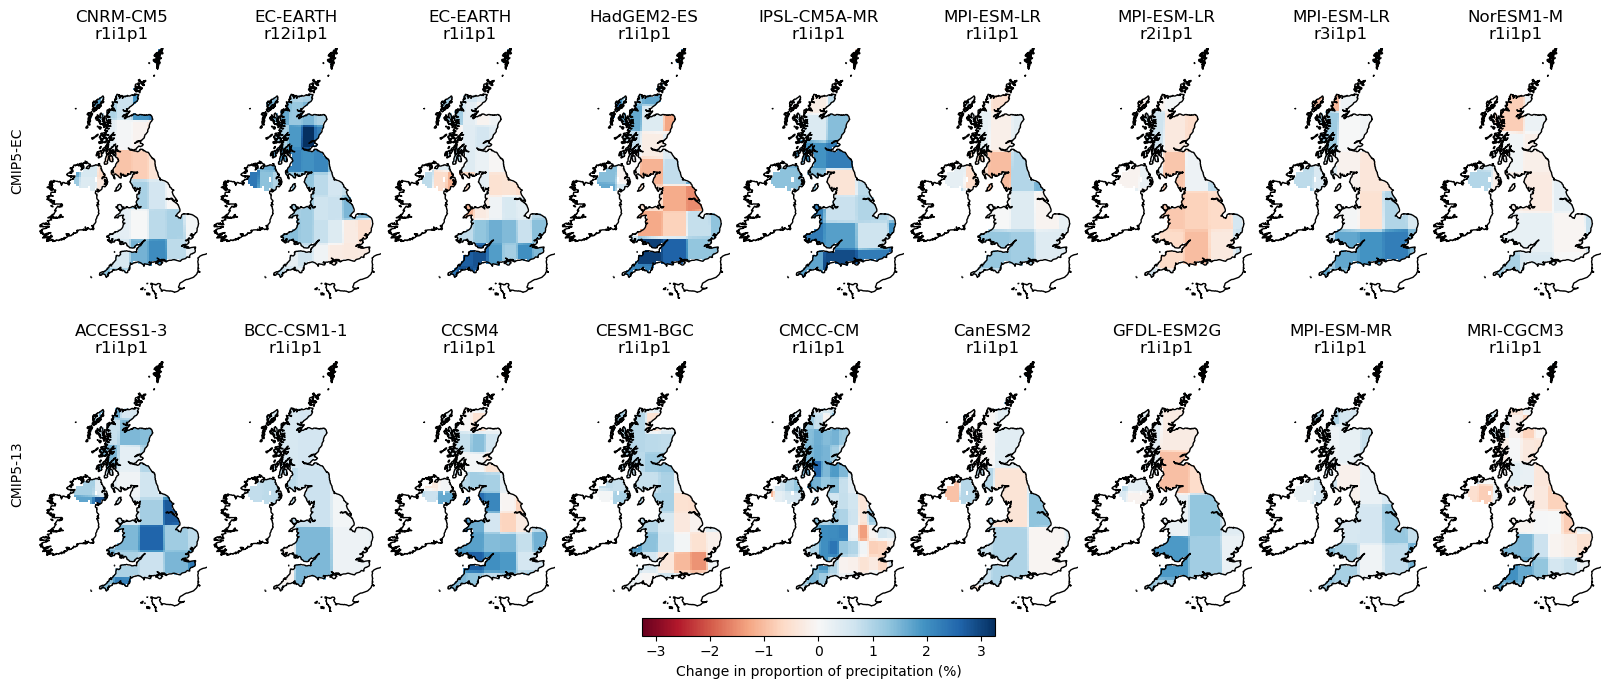 CNRM-CM5 EC-EARTH EC-EARTH HadGEM2-ES IPSL-CM5A-MR MPI-ESM-LR MPI-ESM-LR MPI-ESM-LR NorESM1-M
r1i1p1 r12i1p1 r1i1p1 r1i1p1 r1i1p1 r1i1p1 r2i1p1 r3i1p1 r1i1p1
CMIP5-EC
ACCESS1-3 BCC-CSM1-1 CCSM4 CESM1-BGC CMCC-CM CanESM2 GFDL-ESM2G MPI-ESM-MR MRI-CGCM3
r1i1p1 r1i1p1 r1i1p1 r1i1p1 r1i1p1 r1i1p1 r1i1p1 r1i1p1 r1i1p1
CMIP5-13
−3 −2 −1 0 1 2 3
Change in proportion of precipitation (%)